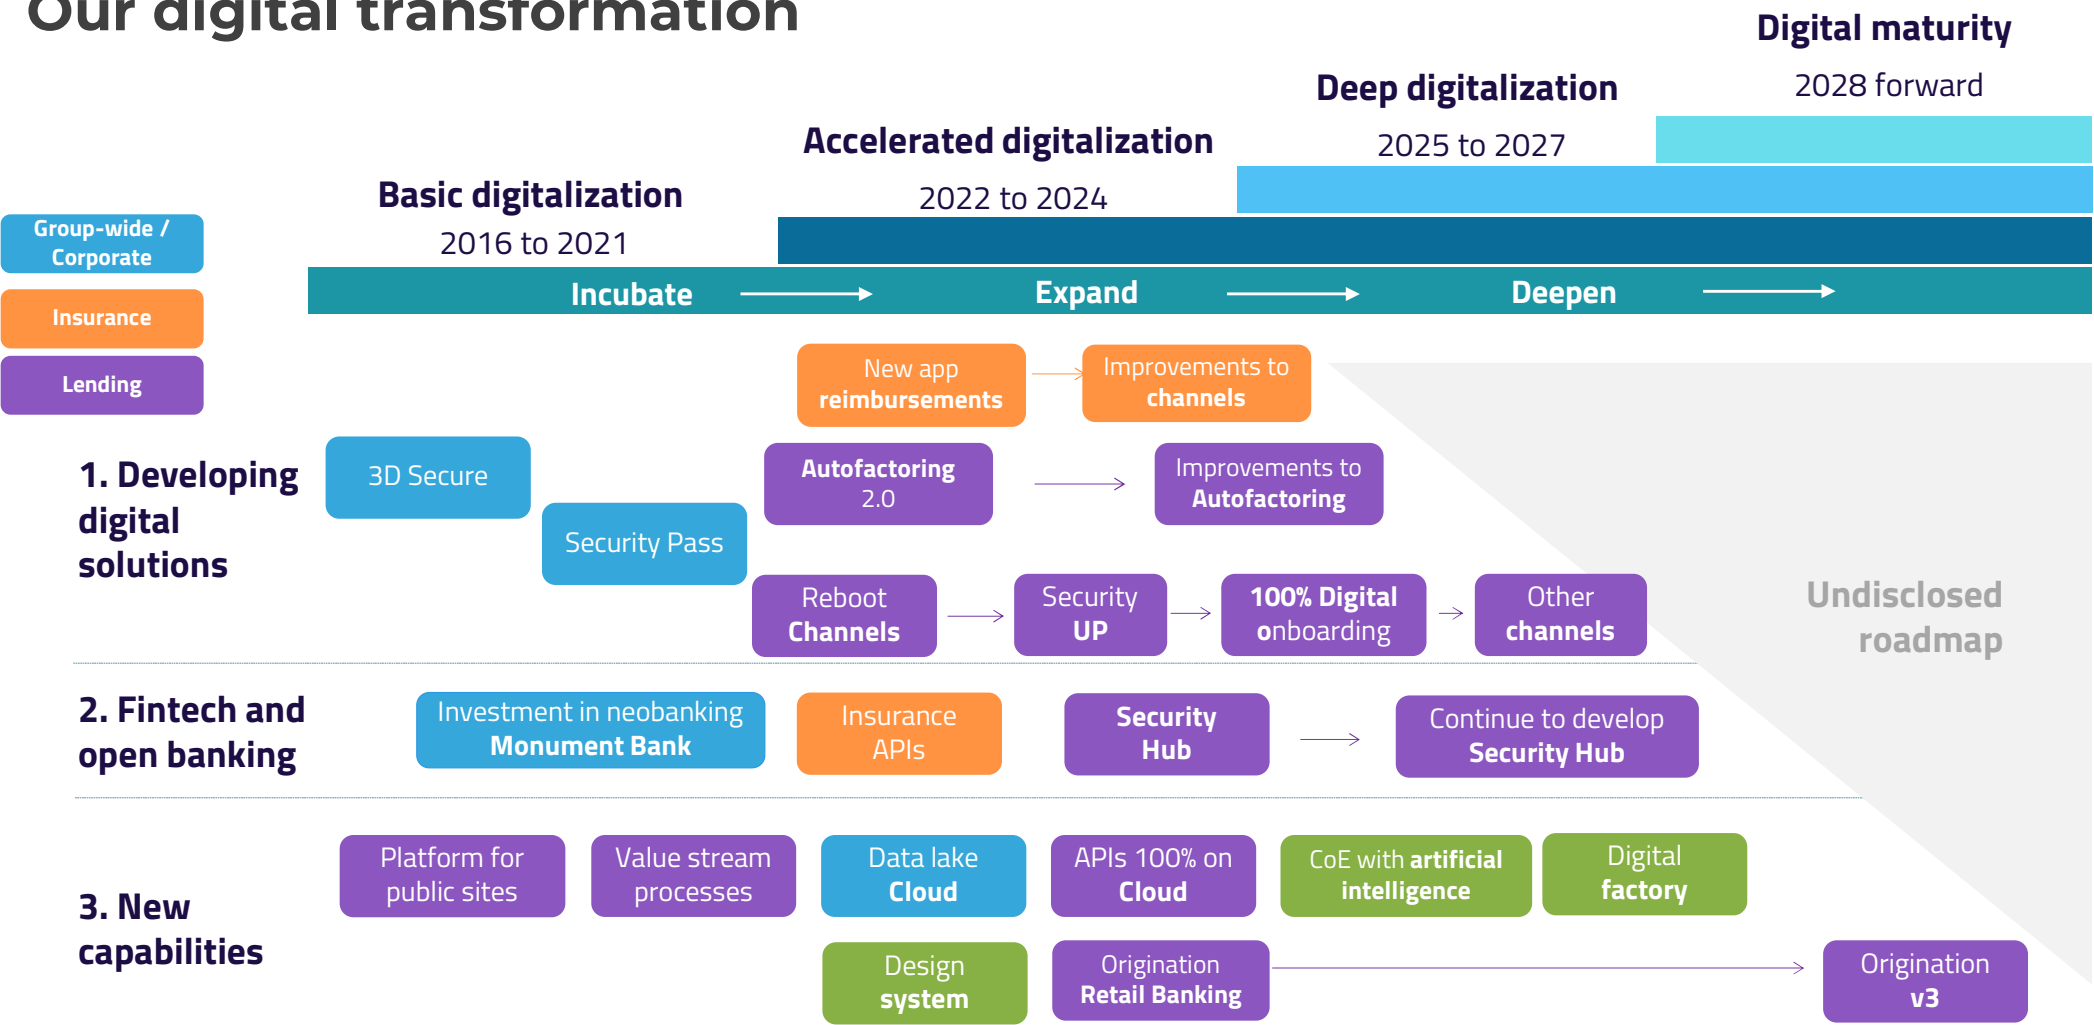 Our digital transformation
Digital maturity
2028 forward
Deep digitalization
2025 to 2027
Accelerated digitalization
2022 to 2024
Basic digitalization
2016 to 2021
Group-wide /
Corporate
Insurance
Lending
Incubate
Expand
Deepen
New app
reimbursements
Improvements to
channels
1. Developing
digital
solutions
3D Secure
Security Pass
Autofactoring
2.0
Improvements to
Autofactoring
Reboot
Channels
Security
UP
100% Digital
onboarding
Other
channels
Undisclosed
roadmap
2. Fintech and
open banking
Investment in neobanking
Monument Bank
Insurance
APIs
Security
Hub
Continue to develop
Security Hub
3. New
capabilities
Platform for
public sites
Value stream
processes
Data lake
Cloud
APIs 100% on
Cloud
CoE with artificial
intelligence
Digital
factory
Design
system
Origination
Retail Banking
Origination
v3